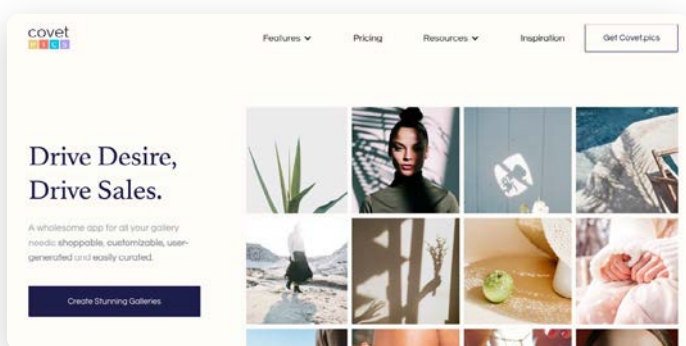 covet
PICS
Features
Pricing
Resources
Inspiration
Get Covet.pics
Drive Desire,
Drive Sales.
A wholesome app for all your gallery
needs: shoppable, customizable, user-
generated and easily curated.
Create Stunning Galleries